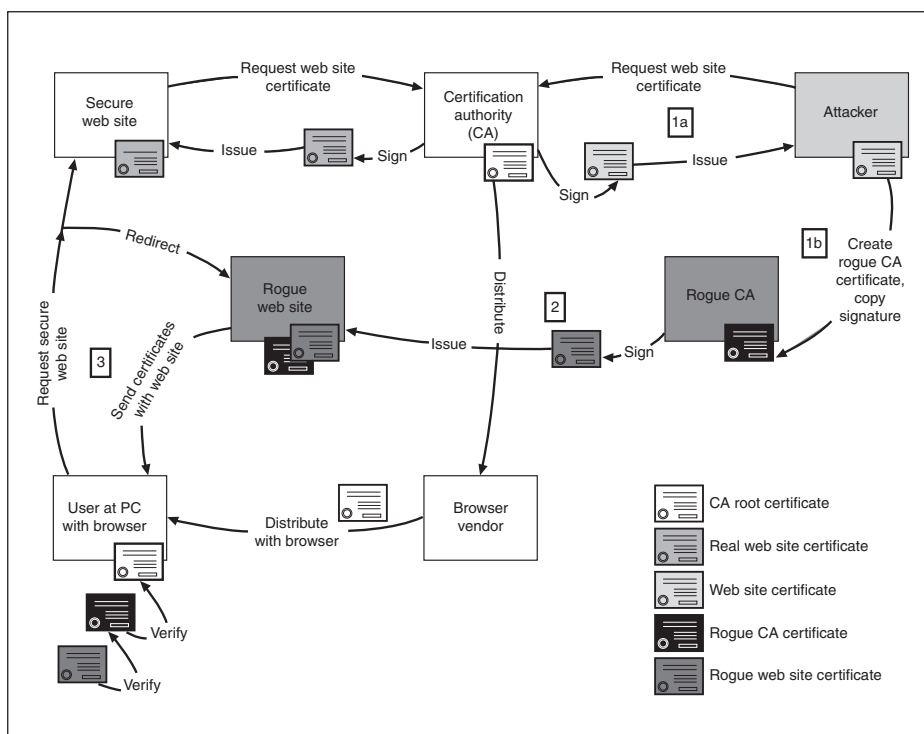 Request web site
certificate
Request web site
certificate
Secure
web site
Certification
authority
(CA)
1a
Attacker
Issue
Sign
Sign
Issue
Redirect
1b
Create
rogue CA
certificate,
copy
signature
Rogue
web site
Distribute
2
Rogue CA
Request secure
web site
3
Send certificates
with web site
Issue
Sign
User at PC
with browser
Distribute
with browser
Browser
vendor
Verify
Verify
CA root certificate
Real web site certificate
Web site certificate
Rogue CA certificate
Rogue web site certificate